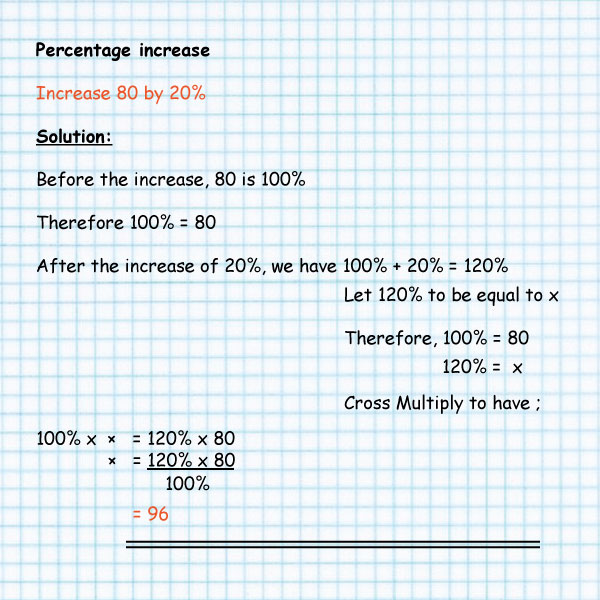 Percentage increase
Increase 80 by 20%
Solution:
Before the increase, 80 is 100%
Therefore 100% = 80
After the increase of 20%, we have 100% + 20% = 120%
Let 120% to be equal to x
Therefore, 100% = 80
120% = x
Cross Multiply to have ;
100% x × = 120% x 80
× = 120% x 80
100%
= 96